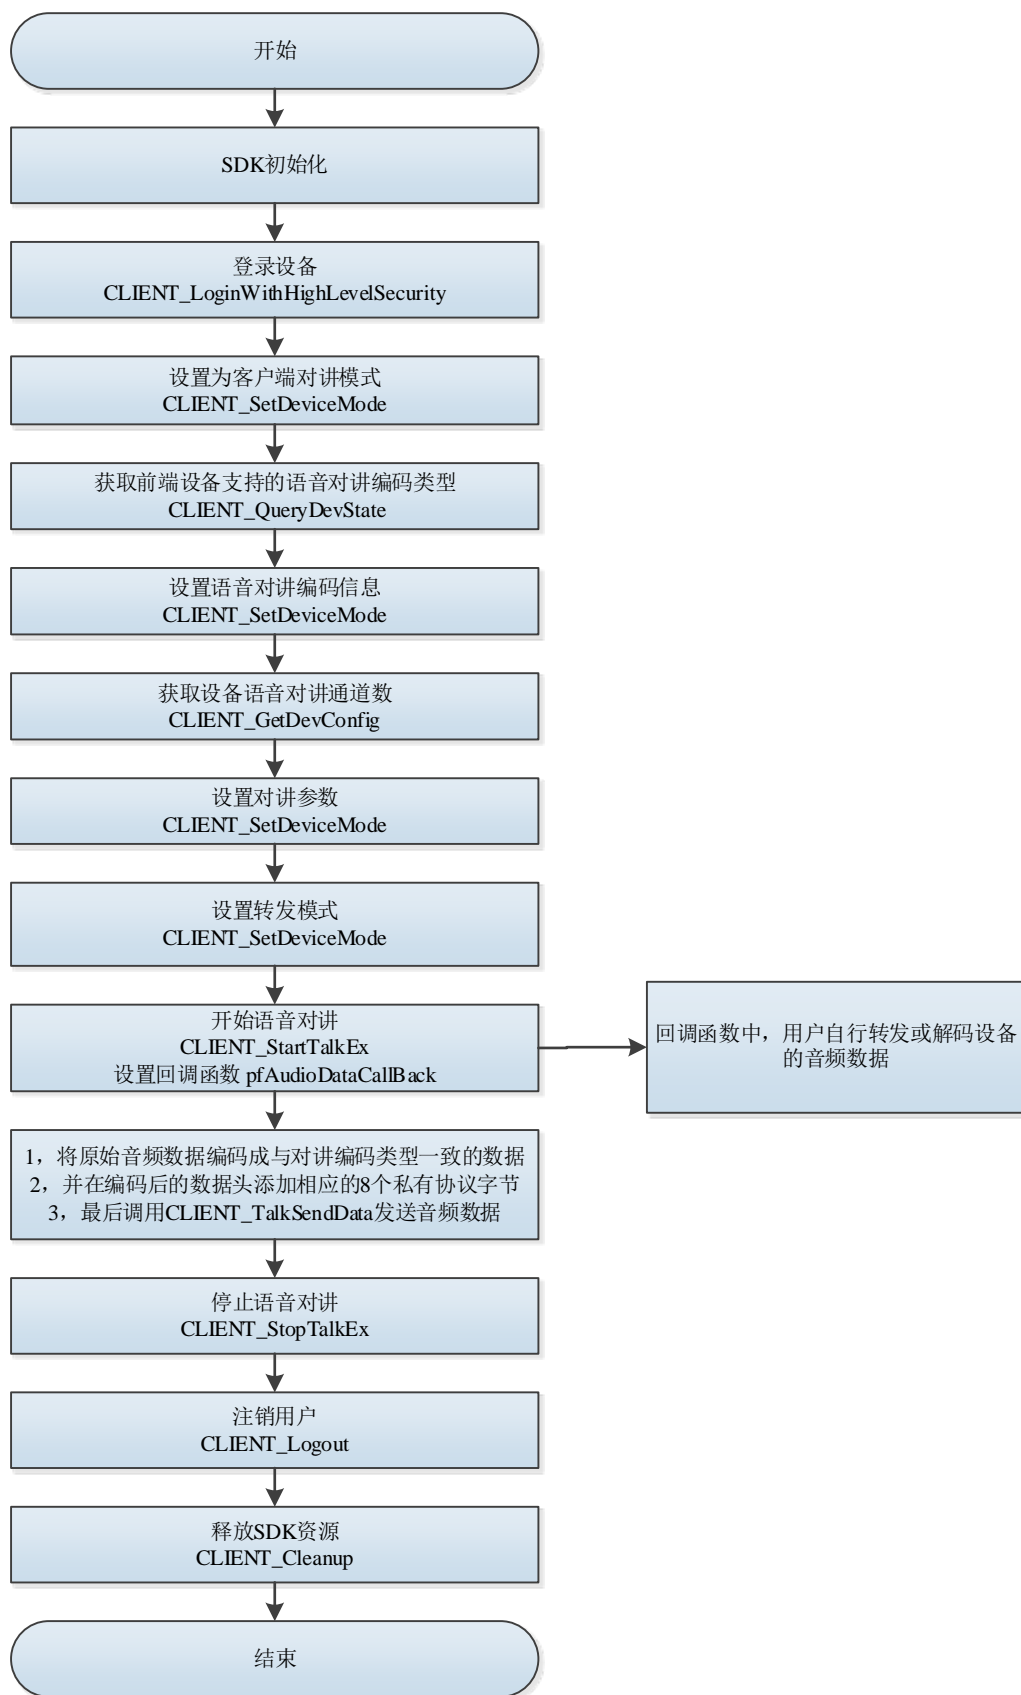 开始
SDK初始化
登录设备
CLIENT_LoginWithHighLevelSecurity
设置为客户端对讲模式
CLIENT_SetDeviceMode
获取前端设备支持的语音对讲编码类型
CLIENT_QueryDevState
设置语音对讲编码信息
CLIENT_SetDeviceMode
获取设备语音对讲通道数
CLIENT_GetDevConfig
设置对讲参数
CLIENT_SetDeviceMode
设置转发模式
CLIENT_SetDeviceMode
开始语音对讲
CLIENT_StartTalkEx
设置回调函数 pfAudioDataCallBack
回调函数中，用户自行转发或解码设备
的音频数据
1，将原始音频数据编码成与对讲编码类型一致的数据
2，并在编码后的数据头添加相应的8个私有协议字节
3，最后调用CLIENT_TalkSendData发送音频数据
停止语音对讲
CLIENT_StopTalkEx
注销用户
CLIENT_Logout
释放SDK资源
CLIENT_Cleanup
结束